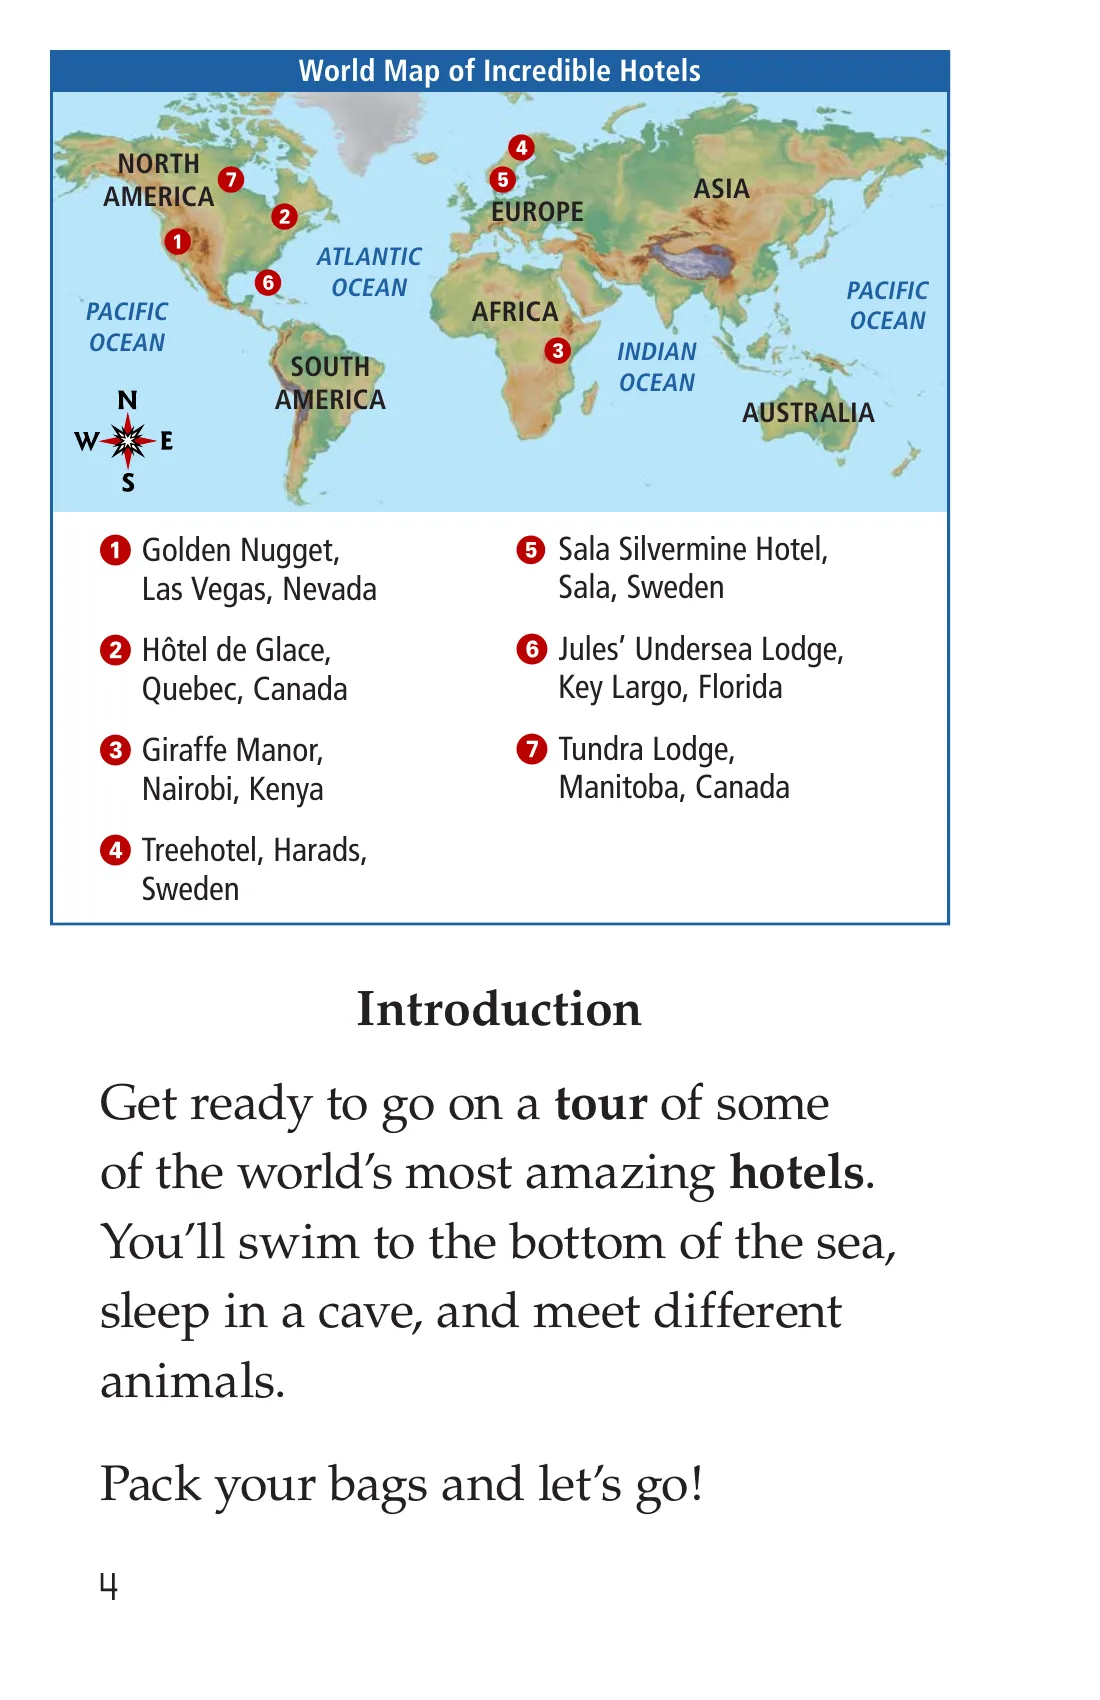 World Map of Incredible Hotels
NORTH
AMERICA
7
2
1
6
ATLANTIC
OCEAN
PACIFIC
OCEAN
SOUTH
AMERICA
4
5
EUROPE
ASIA
AFRICA
3
INDIAN
OCEAN
PACIFIC
OCEAN
AUSTRALIA
N
W E
S
1 Golden Nugget,
Las Vegas, Nevada
2 Hôtel de Glace,
Quebec, Canada
3 Giraffe Manor,
Nairobi, Kenya
4 Treehotel, Harads,
Sweden
5 Sala Silvermine Hotel,
Sala, Sweden
6 Jules’ Undersea Lodge,
Key Largo, Florida
7 Tundra Lodge,
Manitoba, Canada
Introduction
Get ready to go on a tour of some
of the world’s most amazing hotels.
You’ll swim to the bottom of the sea,
sleep in a cave, and meet different
animals.
Pack your bags and let’s go!
4